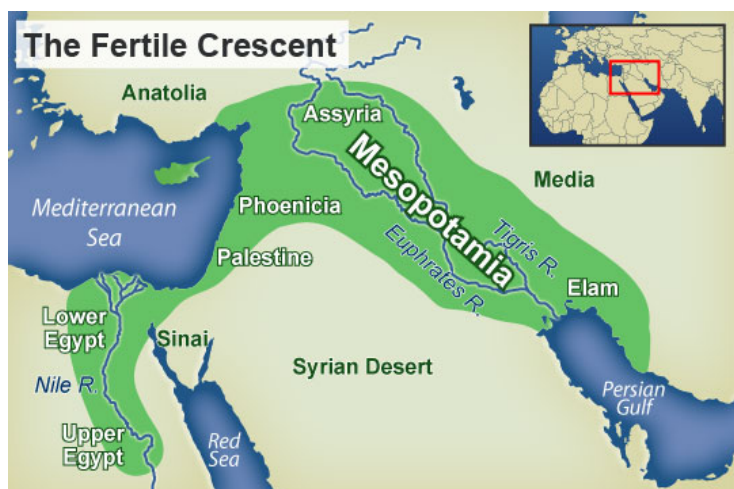 The Fertile Crescent
Anatolia
Assyria
Mesopotamia
Media
Mediterranean
Sea
Phoenicia
Tigris R.
Euphrates R.
Palestine
Elam
Lower
Egypt
Sinai
Syrian Desert
Nile R.
Persian
Gulf
Upper
Egypt
Red
Sea